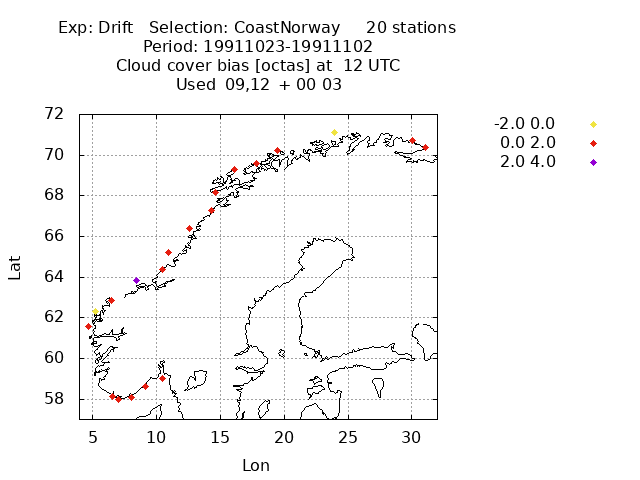 Exp: Drift   Selection: CoastNorway     20 stations
Period: 19911023-19911102
Cloud cover bias [octas] at  12 UTC
Used  09,12  + 00 03
-2.0 0.0
0.0 2.0
2.0 4.0
72
70
68
66
64
62
60
58
Lat
5 10 15 20 25 30
Lon